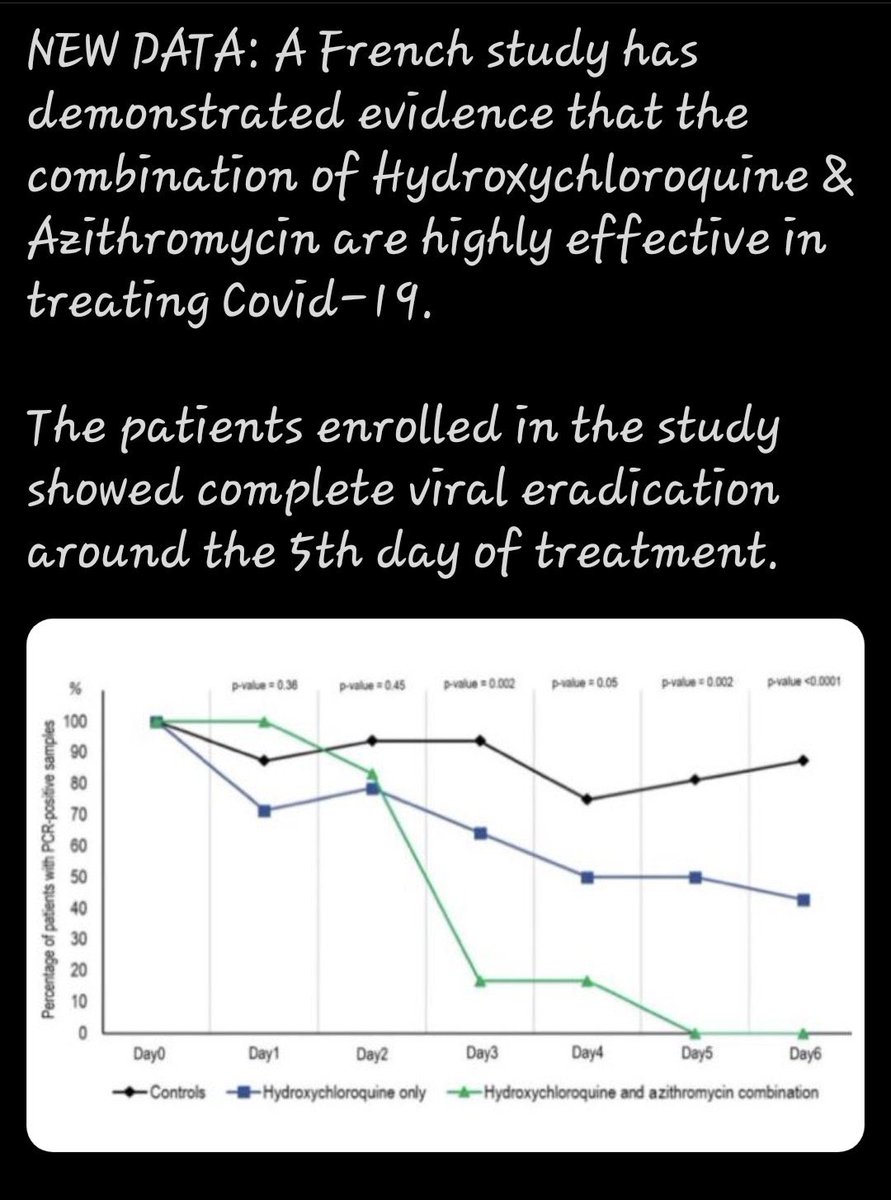 NEW DATA: A French study has
demonstrated evidence that the
combination of Hydroxychloroquine &
Azithromycin are highly effective in
treating Covid-19.
The patients enrolled in the study
showed complete viral eradication
around the 5th day of treatment.
% p-value = 0.36 p-value = 0.45 p-value = 0.002 p-value = 0.05 p-value = 0.002 p-value <0.0001
Percentage of patients with PCR-positive samples
100
90
80
70
60
50
40
30
20
10
0
Day0 Day1 Day2 Day3 Day4 Day5 Day6
Controls Hydroxychloroquine only Hydroxychloroquine and azithromycin combination